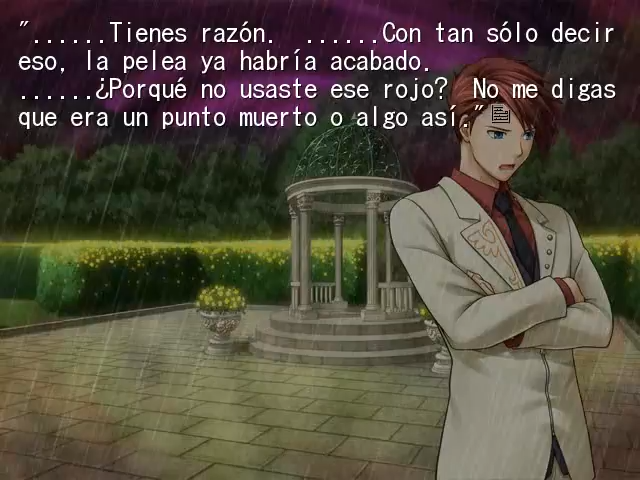 "......Tienes razón.  ......Con tan sólo decir
eso, la pelea ya habría acabado.
......¿Porqué no usaste ese rojo?  No me digas
que era un punto muerto o algo así."